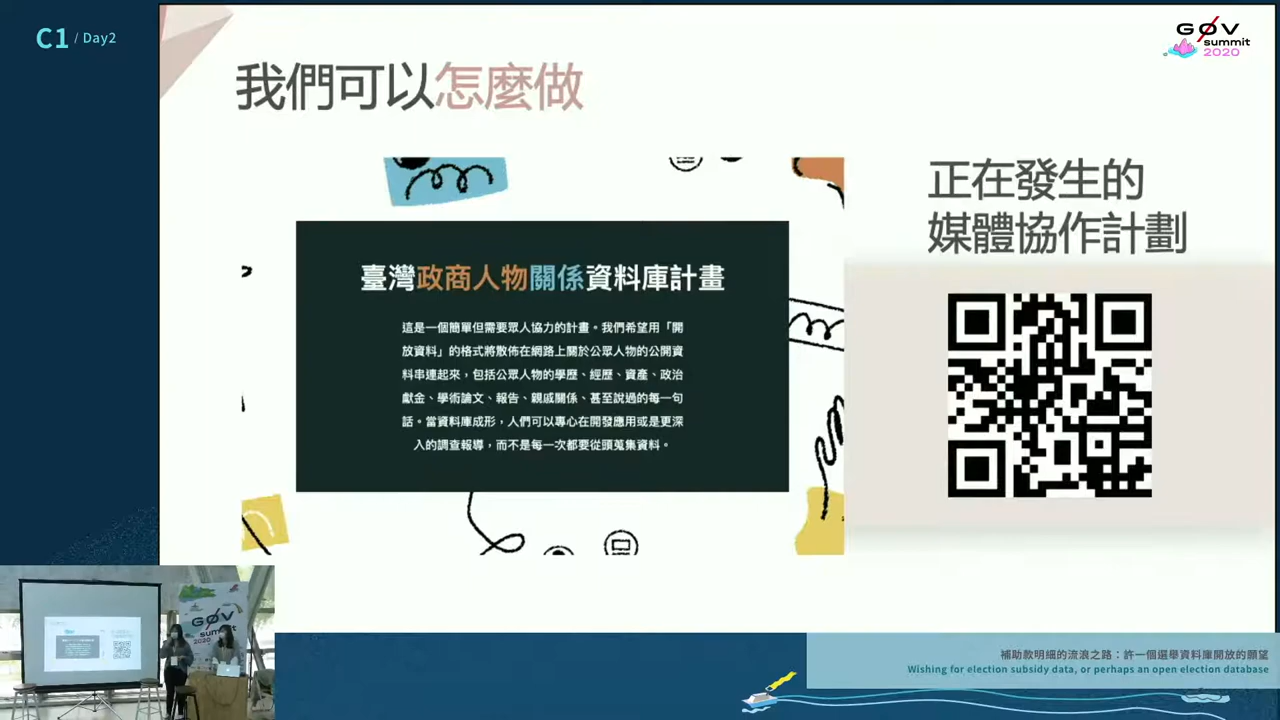 C1 / Day2
GØV
summit
2020
我們可以怎麼做
正在發生的
媒體協作計劃
臺灣政商人物關係資料庫計畫
這是一個簡單但需要眾人協力的計畫。我們希望用「開
放資料」的格式將散佈在網路上關於公眾人物的公開資
料串連起來，包括公眾人物的學歷、經歷、資產、政治
獻金、學術論文、報告、親戚關係、甚至說過的每一句
話。當資料庫成形，人們可以專心在開發應用或是更深
入的調查報導，而不是每一次都要從頭蒐集資料。
GØV
summit
2020
補助款明細的流浪之路：許一個選舉資料庫開放的願望
Wishing for election subsidy data, or perhaps an open election database